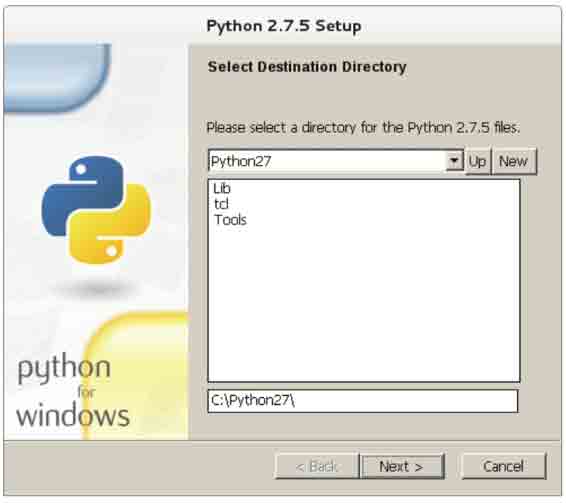 Python 2.7.5 Setup
Select Destination Directory
Please select a directory for the Python 2.7.5 files.
Python27
Up
New
Lib
tcl
Tools
python
for
windows
C:\Python27\
< Back
Next >
Cancel